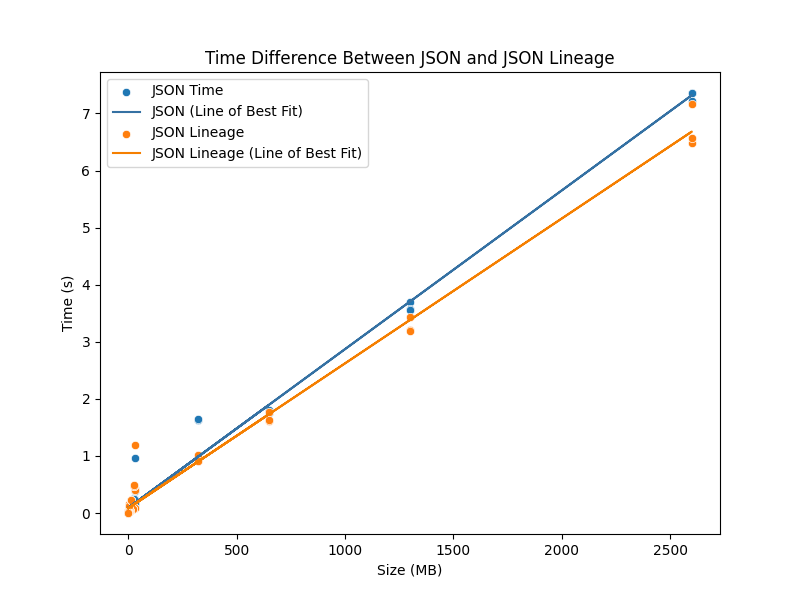 Time Difference Between JSON and JSON Lineage
JSON Time
JSON (Line of Best Fit)
JSON Lineage
JSON Lineage (Line of Best Fit)
7
6
5
4
3
2
1
0
Time (s)
0 500 1000 1500 2000 2500
Size (MB)